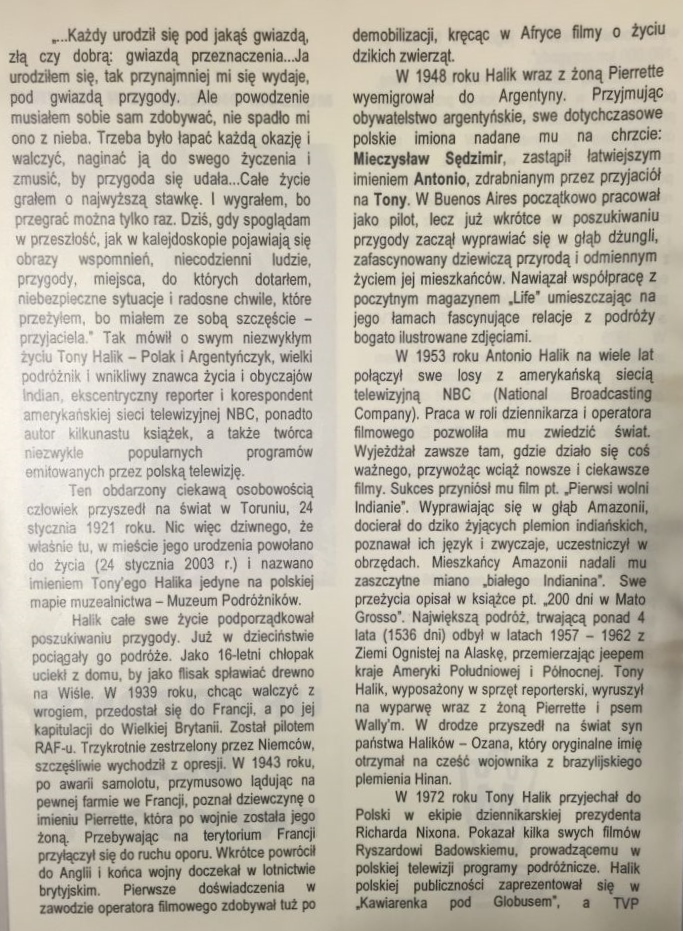 „...Każdy urodził się pod jakąś gwiazdą,
złą czy dobrą: gwiazdą przeznaczenia...Ja
urodziłem się, tak przynajmniej mi się wydaje,
pod gwiazdą przygody. Ale powodzenie
musiałem sobie sam zdobywać, nie spadło mi
ono z nieba. Trzeba było łapać każdą okazję i
walczyć, naginać ją do swego życzenia i
zmusić, by przygoda się udała...Całe życie
grałem o najwyższą stawkę. I wygrałem, bo
przegrać można tylko raz. Dziś, gdy spoglądam
w przeszłość, jak w kalejdoskopie pojawiają się
obrazy wspomnień, niecodzienni ludzie,
przygody, miejsca, do których dotarłem,
niebezpieczne sytuacje i radosne chwile, które
przeżyłem, bo miałem ze sobą szczęście –
przyjaciela." Tak mówił o swym niezwykłym
życiu Tony Halik – Polak i Argentyńczyk, wielki
podróżnik i wnikliwy znawca życia i obyczajów
Indian, ekscentryczny reporter i korespondent
amerykańskiej sieci telewizyjnej NBC, ponadto
autor kilkunastu książek, a także twórca
niezwykle popularnych programów
emitowanych przez polską telewizję.
Ten obdarzony ciekawą osobowością
człowiek przyszedł na świat w Toruniu, 24
stycznia 1921 roku. Nic więc dziwnego, że
właśnie tu, w mieście jego urodzenia powołano
do życia (24 stycznia 2003 r.) i nazwano
imieniem Tony'ego Halika jedyne na polskiej
mapie muzealnictwa – Muzeum Podróżników.
Halik całe swe życie podporządkował
poszukiwaniu przygody. Już w dzieciństwie
pociągały go podróże. Jako 16-letni chłopak
uciekł z domu, by jako flisak spławiać drewno
na Wiśle. W 1939 roku, chcąc walczyć z
wrogiem, przedostał się do Francji, a po jej
kapitulacji do Wielkiej Brytanii. Został pilotem
RAF-u. Trzykrotnie zestrzelony przez Niemców,
szczęśliwie wychodził z opresji. W 1943 roku,
po awarii samolotu, przymusowo lądując na
pewnej farmie we Francji, poznał dziewczynę o
imieniu Pierrette, która po wojnie została jego
żoną. Przebywając na terytorium Francji
przyłączył się do ruchu oporu. Wkrótce powrócił
do Anglii i końca wojny doczekał w lotnictwie
brytyjskim. Pierwsze doświadczenia w
zawodzie operatora filmowego zdobywał tuż po
demobilizacji, kręcąc w Afryce filmy o życiu
dzikich zwierząt.
W 1948 roku Halik wraz z żoną Pierrette
wyemigrował do Argentyny. Przyjmując
obywatelstwo argentyńskie, swe dotychczasowe
polskie imiona nadane mu na chrzcie:
Mieczysław Sędzimir, zastąpił łatwiejszym
imieniem Antonio, zdrabnianym przez przyjaciół
na Tony. W Buenos Aires początkowo pracował
jako pilot, lecz już wkrótce w poszukiwaniu
przygody zaczął wyprawiać się w głąb dżungli,
zafascynowany dziewiczą przyrodą i odmiennym
życiem jej mieszkańców. Nawiązał współpracę z
poczytnym magazynem „Life" umieszczając na
jego łamach fascynujące relacje z podróży
bogato ilustrowane zdjęciami.
W 1953 roku Antonio Halik na wiele lat
połączył swe losy z amerykańską siecią
telewizyjną NBC (National Broadcasting
Company). Praca w roli dziennikarza i operatora
filmowego pozwoliła mu zwiedzić świat.
Wyjeżdżał zawsze tam, gdzie działo się coś
ważnego, przywożąc wciąż nowsze i ciekawsze
filmy. Sukces przyniósł mu film pt. „Pierwsi wolni
Indianie". Wyprawiając się w głąb Amazonii,
docierał do dziko żyjących plemion indiańskich,
poznawał ich język i zwyczaje, uczestniczył w
obrzędach. Mieszkańcy Amazonii nadali mu
zaszczytne miano „białego Indianina". Swe
przeżycia opisał w książce pt. „200 dni w Mato
Grosso". Największą podróż, trwającą ponad 4
lata (1536 dni) odbył w latach 1957 – 1962 z
Ziemi Ognistej na Alaskę, przemierzając jeepem
kraje Ameryki Południowej i Północnej. Tony
Halik, wyposażony w sprzęt reporterski, wyruszył
na wyparwę wraz z żoną Pierrette i psem
Wally'm. W drodze przyszedł na świat syn
państwa Halików – Ozana, który oryginalne imię
otrzymał na cześć wojownika z brazylijskiego
plemienia Hinan.
W 1972 roku Tony Halik przyjechał do
Polski w ekipie dziennikarskiej prezydenta
Richarda Nixona. Pokazał kilka swych filmów
Ryszardowi Badowskiemu, prowadzącemu w
polskiej telewizji programy podróżnicze. Halik
polskiej publiczności zaprezentował się w
„Kawiarenka pod Globusem", a TVP